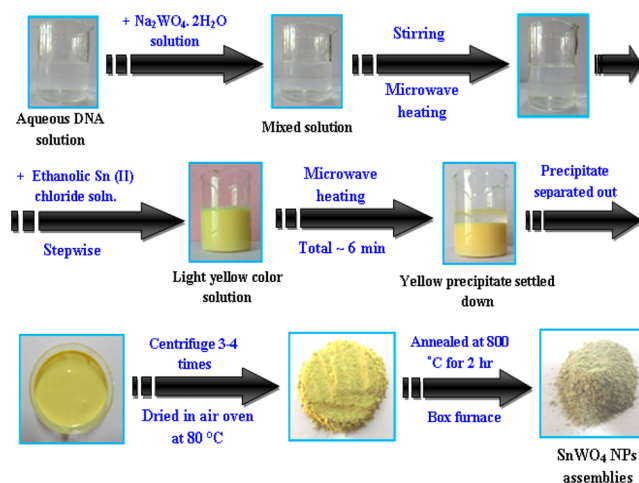 + Na₂WO₄. 2H₂O
solution
Stirring
Microwave
heating
Aqueous DNA
solution
Mixed solution
+ Ethanolic Sn (II)
chloride soln.
Stepwise
Microwave
heating
Total ~ 6 min
Precipitate
separated out
Light yellow color
solution
Yellow precipitate settled
down
Centrifuge 3-4
times
Dried in air oven
at 80 °C
Annealed at 800
˚C for 2 hr
Box furnace
SnWO₄ NPs
assemblies